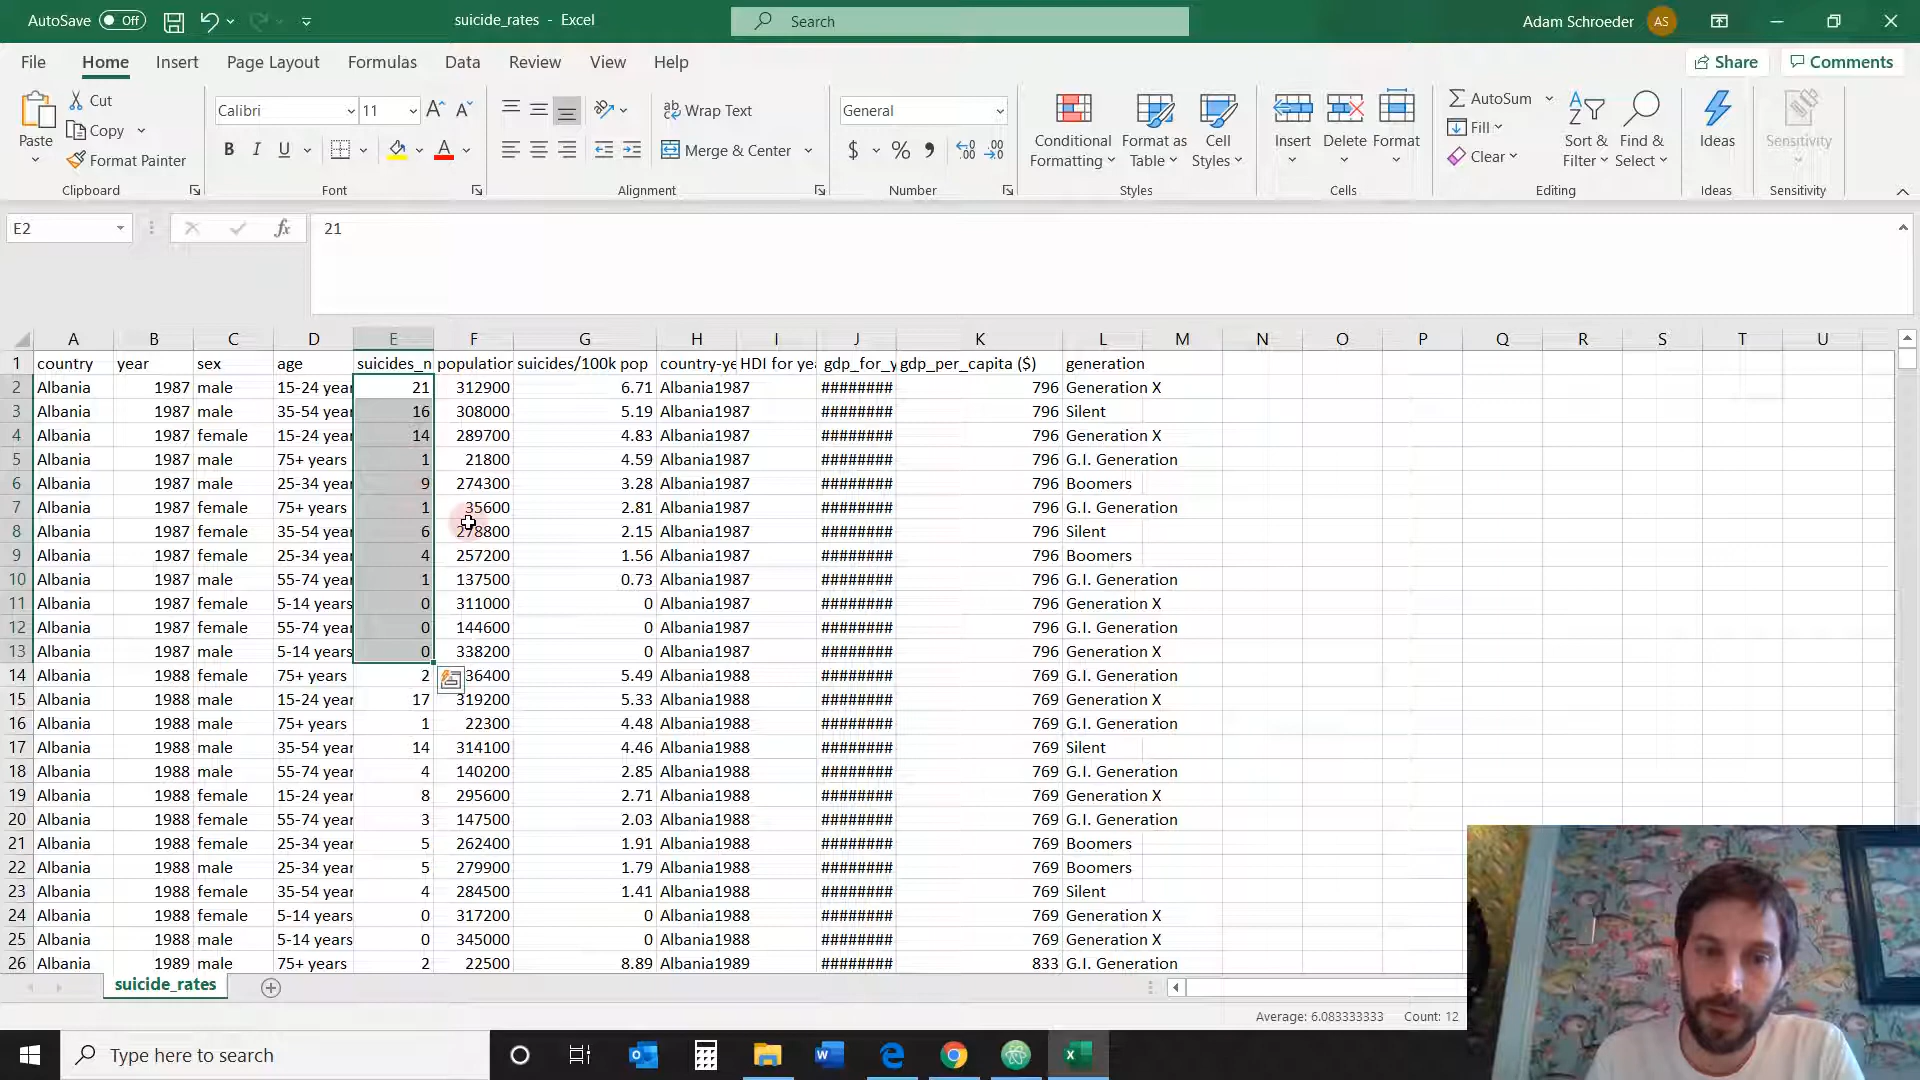 AutoSave Off suicide_rates - Excel Search Adam Schroeder AS
File Home Insert Page Layout Formulas Data Review View Help Share Comments
Paste Cut Copy Format Painter Clipboard
Calibri 11 B I U A A Font
ab Wrap Text Merge & Center Alignment
General $ % 9 Number
Conditional Formatting Format as Table Cell Styles Styles
Insert Delete Format Cells
AutoSum Fill Clear Sort & Filter Find & Select Editing
Ideas Ideas
Sensitivity Sensitivity
E2 fx 21
A B C D E F G H I J K L M N O P Q R S T U
1 country year sex age suicides_n population suicides/100k pop country-ye HDI for yea gdp_for_y gdp_per_capita ($) generation
2 Albania 1987 male 15-24 year 21 312900 6.71 Albania1987 ######## 796 Generation X
3 Albania 1987 male 35-54 year 16 308000 5.19 Albania1987 ######## 796 Silent
4 Albania 1987 female 15-24 year 14 289700 4.83 Albania1987 ######## 796 Generation X
5 Albania 1987 male 75+ years 1 21800 4.59 Albania1987 ######## 796 G.I. Generation
6 Albania 1987 male 25-34 year 9 274300 3.28 Albania1987 ######## 796 Boomers
7 Albania 1987 female 75+ years 1 35600 2.81 Albania1987 ######## 796 G.I. Generation
8 Albania 1987 female 35-54 year 6 278800 2.15 Albania1987 ######## 796 Silent
9 Albania 1987 female 25-34 year 4 257200 1.56 Albania1987 ######## 796 Boomers
10 Albania 1987 male 55-74 year 1 137500 0.73 Albania1987 ######## 796 G.I. Generation
11 Albania 1987 female 5-14 years 0 311000 0 Albania1987 ######## 796 Generation X
12 Albania 1987 female 55-74 year 0 144600 0 Albania1987 ######## 796 G.I. Generation
13 Albania 1987 male 5-14 years 0 338200 0 Albania1987 ######## 796 Generation X
14 Albania 1988 female 75+ years 2 36400 5.49 Albania1988 ######## 769 G.I. Generation
15 Albania 1988 male 15-24 year 17 319200 5.33 Albania1988 ######## 769 Generation X
16 Albania 1988 male 75+ years 1 22300 4.48 Albania1988 ######## 769 G.I. Generation
17 Albania 1988 male 35-54 year 14 314100 4.46 Albania1988 ######## 769 Silent
18 Albania 1988 male 55-74 year 4 140200 2.85 Albania1988 ######## 769 G.I. Generation
19 Albania 1988 female 15-24 year 8 295600 2.71 Albania1988 ######## 769 Generation X
20 Albania 1988 female 55-74 year 3 147500 2.03 Albania1988 ######## 769 G.I. Generation
21 Albania 1988 female 25-34 year 5 262400 1.91 Albania1988 ######## 769 Boomers
22 Albania 1988 male 25-34 year 5 279900 1.79 Albania1988 ######## 769 Boomers
23 Albania 1988 female 35-54 year 4 284500 1.41 Albania1988 ######## 769 Silent
24 Albania 1988 female 5-14 years 0 317200 0 Albania1988 ######## 769 Generation X
25 Albania 1988 male 5-14 years 0 345000 0 Albania1988 ######## 769 Generation X
26 Albania 1989 male 75+ years 2 22500 8.89 Albania1989 ######## 833 G.I. Generation
suicide_rates
Average: 6.083333333 Count: 12
Type here to search